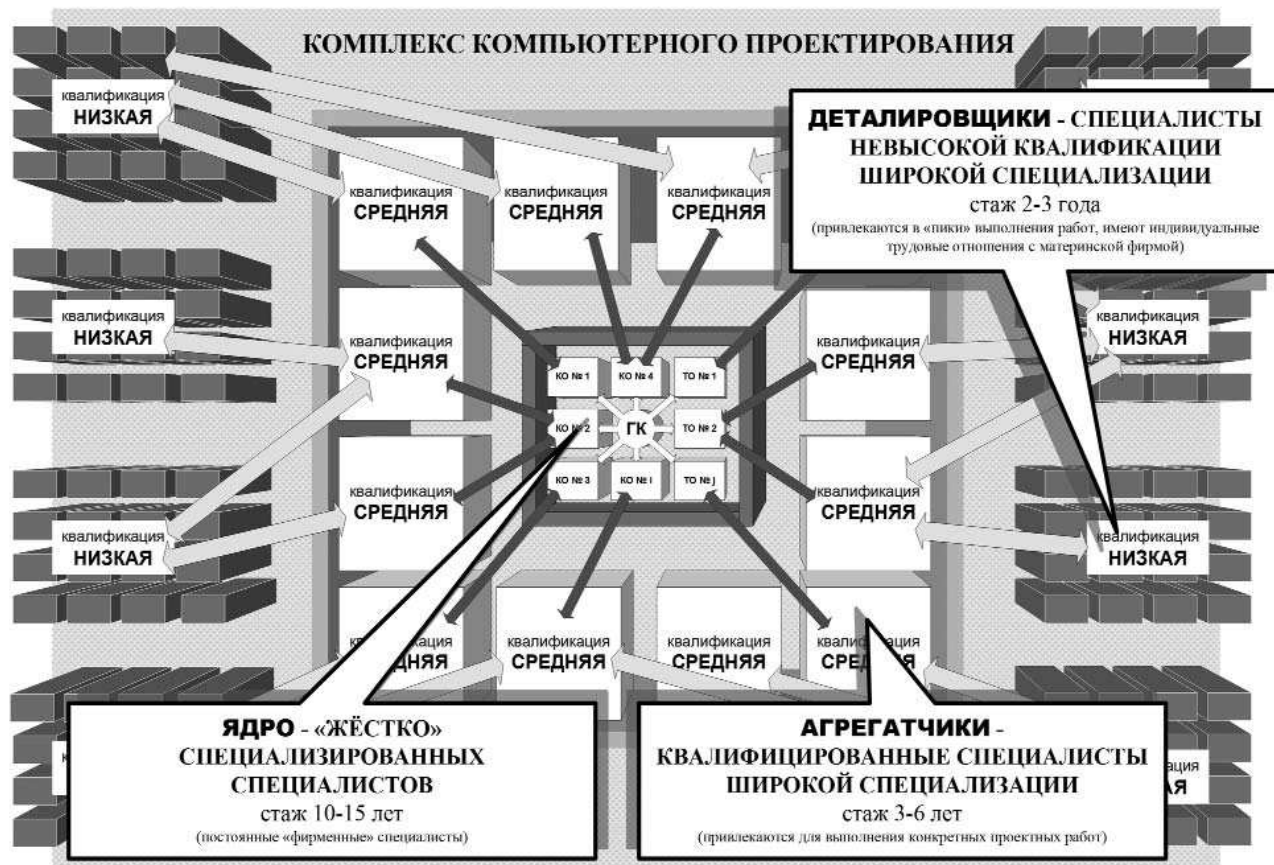 КОМПЛЕКС КОМПЬЮТЕРНОГО ПРОЕКТИРОВАНИЯ
квалификация
НИЗКАЯ
ДЕТАЛИРОВЩИКИ - СПЕЦИАЛИСТЫ
НЕВЫСОКОЙ КВАЛИФИКАЦИИ
ШИРОКОЙ СПЕЦИАЛИЗАЦИИ
стаж 2-3 года
(привлекаются в «пики» выполнения работ, имеют индивидуальные
трудовые отношения с материнской фирмой)
квалификация
СРЕДНЯЯ
квалификация
СРЕДНЯЯ
квалификация
СРЕДНЯЯ
квалификация
НИЗКАЯ
квалификация
СРЕДНЯЯ
квалификация
СРЕДНЯЯ
квалификация
НИЗКАЯ
КО № 1
КО № 4
ТО № 1
КО № 2
ГК
ТО № 2
КО № 3
КО № i
ТО № j
квалификация
НИЗКАЯ
квалификация
СРЕДНЯЯ
квалификация
СРЕДНЯЯ
квалификация
НИЗКАЯ
квалификация
СРЕДНЯЯ
квалификация
СРЕДНЯЯ
квалификация
СРЕДНЯЯ
квалификация
СРЕДНЯЯ
ЯДРО - «ЖЁСТКО»
СПЕЦИАЛИЗИРОВАННЫХ
СПЕЦИАЛИСТОВ
стаж 10-15 лет
(постоянные «фирменные» специалисты)
АГРЕГАТЧИКИ -
КВАЛИФИЦИРОВАННЫЕ СПЕЦИАЛИСТЫ
ШИРОКОЙ СПЕЦИАЛИЗАЦИИ
стаж 3-6 лет
(привлекаются для выполнения конкретных проектных работ)